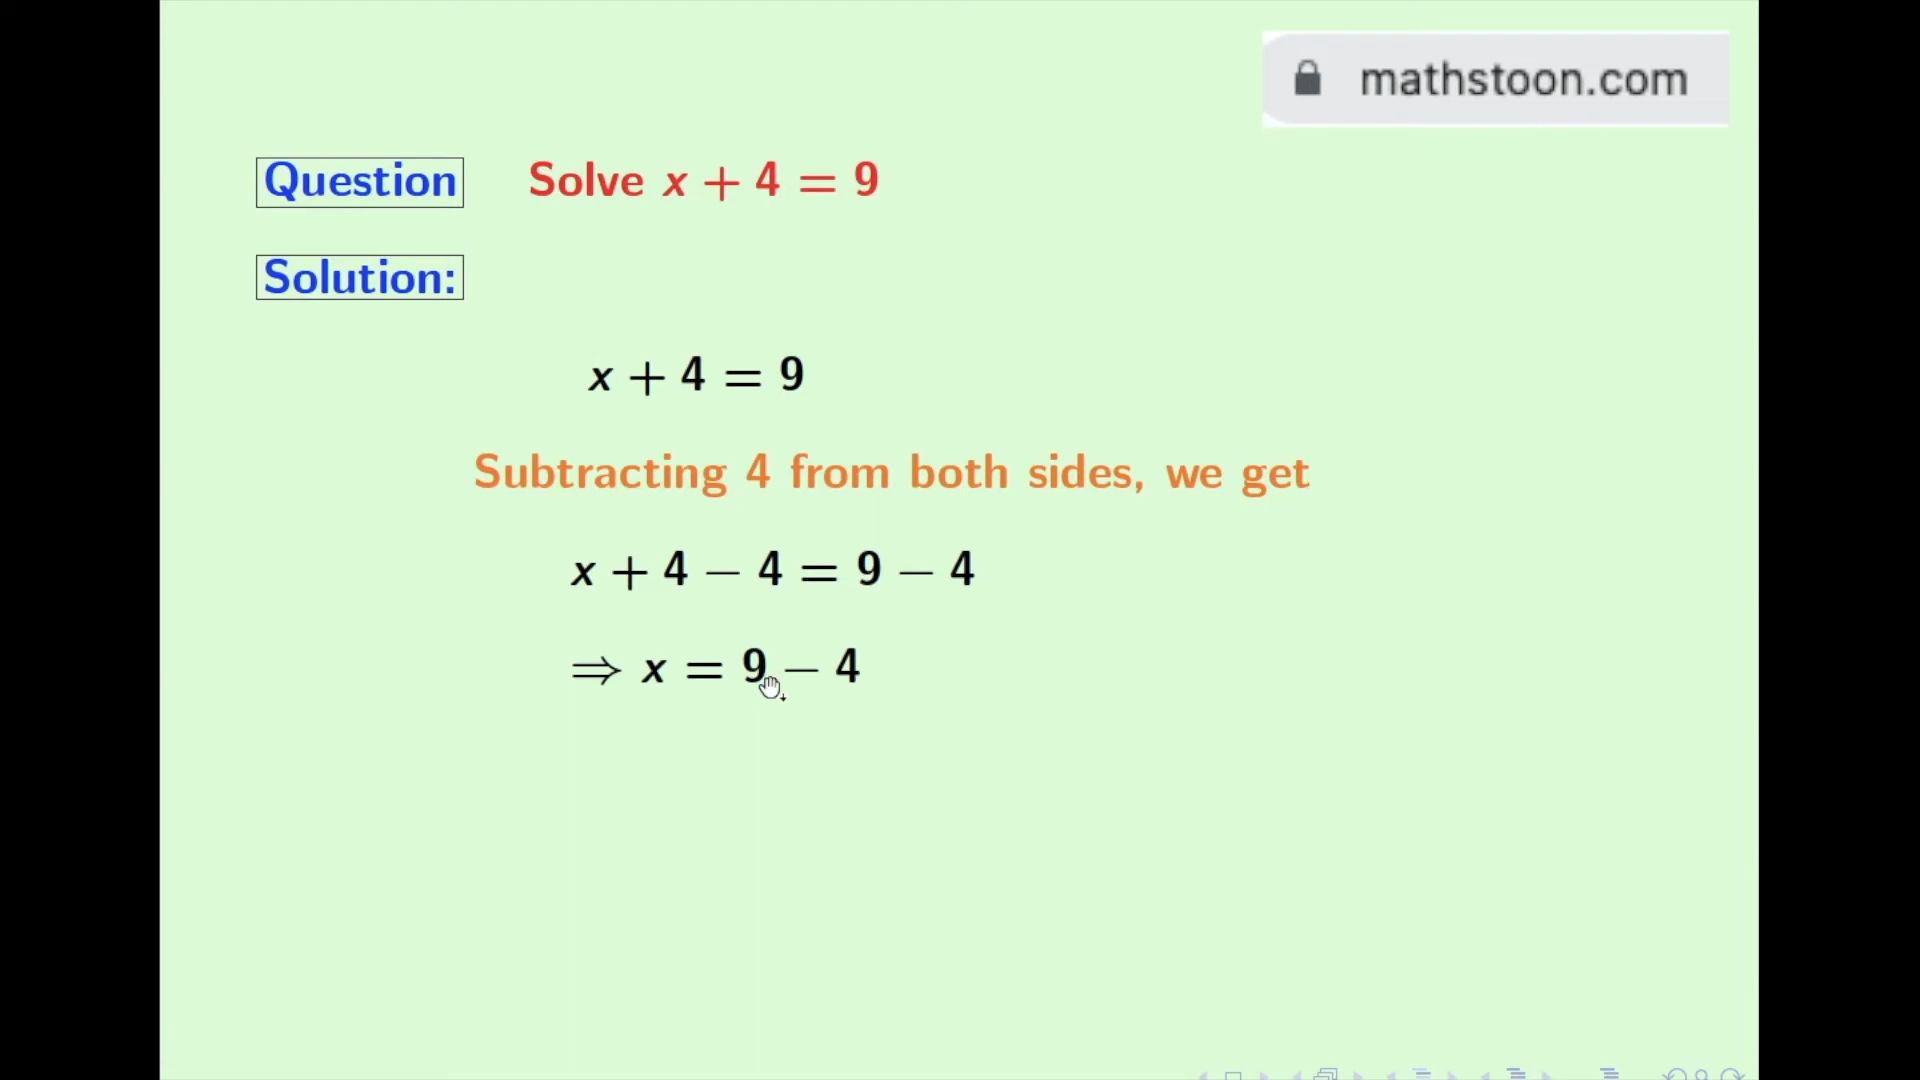 mathstoon.com
Question Solve x + 4 = 9
Solution:
x + 4 = 9
Subtracting 4 from both sides, we get
x + 4 − 4 = 9 − 4
⇒ x = 9 − 4